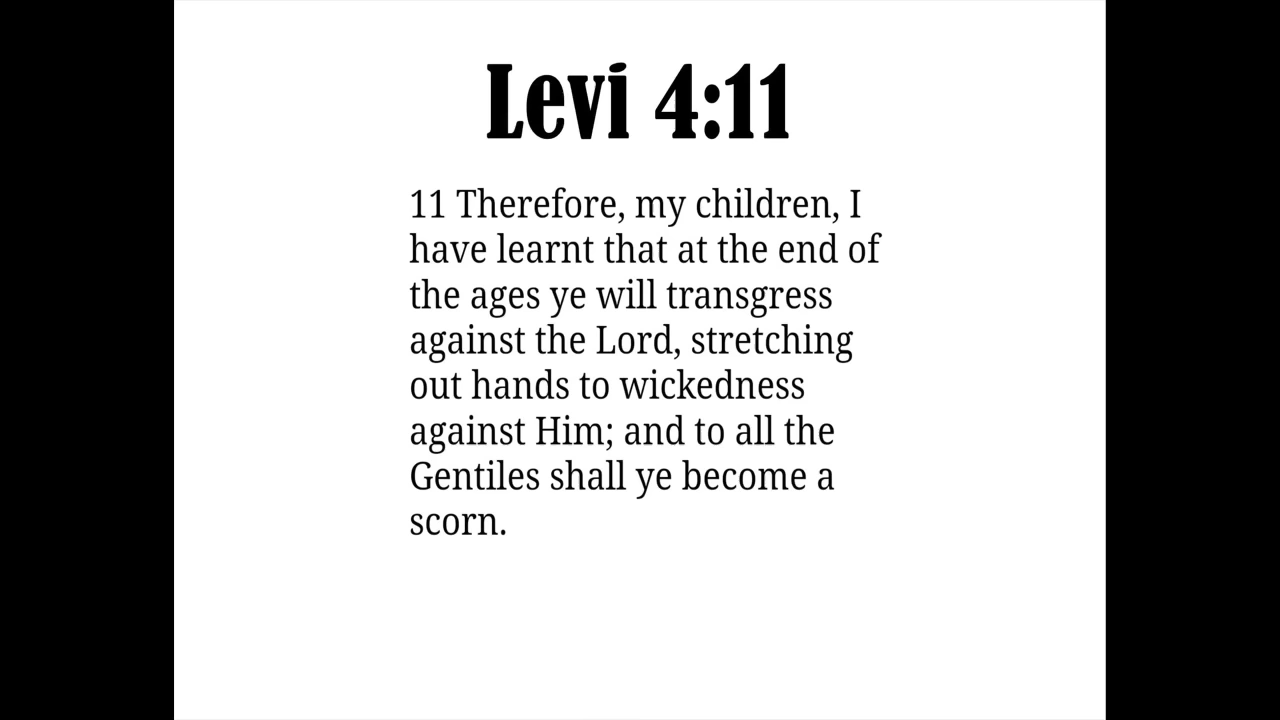 Levi 4:11
11 Therefore, my children, I
have learnt that at the end of
the ages ye will transgress
against the Lord, stretching
out hands to wickedness
against Him; and to all the
Gentiles shall ye become a
scorn.